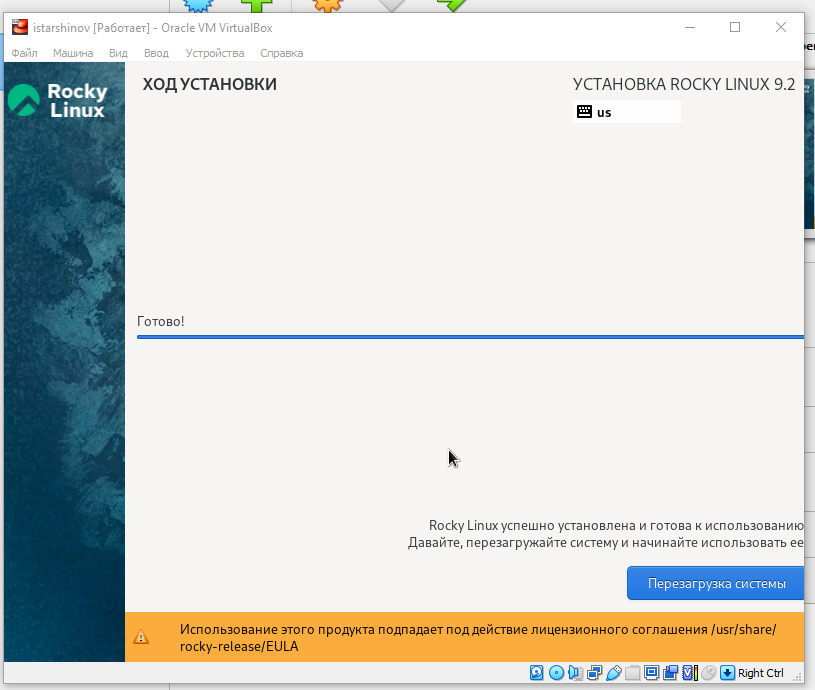 istarshinov [Работает] - Oracle VM VirtualBox
Файл Машина Вид Ввод Устройства Справка
Rocky
Linux
ХОД УСТАНОВКИ
УСТАНОВКА ROCKY LINUX 9.2
us
Готово!
Rocky Linux успешно установлена и готова к использованию
Давайте, перезагружайте систему и начинайте использовать ее
Перезагрузка системы
Использование этого продукта подпадает под действие лицензионного соглашения /usr/share/
rocky-release/EULA
Right Ctrl